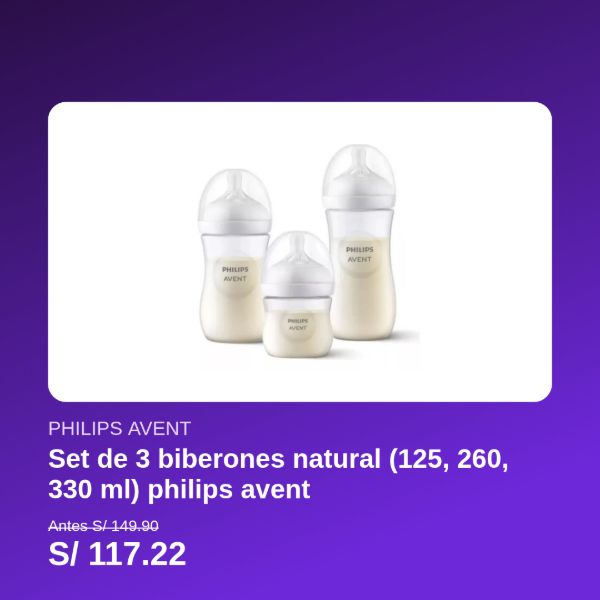 PHILIPS
AVENT
PHILIPS
AVENT
PHILIPS
AVENT
PHILIPS AVENT
Set de 3 biberones natural (125, 260,
330 ml) philips avent
Antes S/ 149.90
S/ 117.22